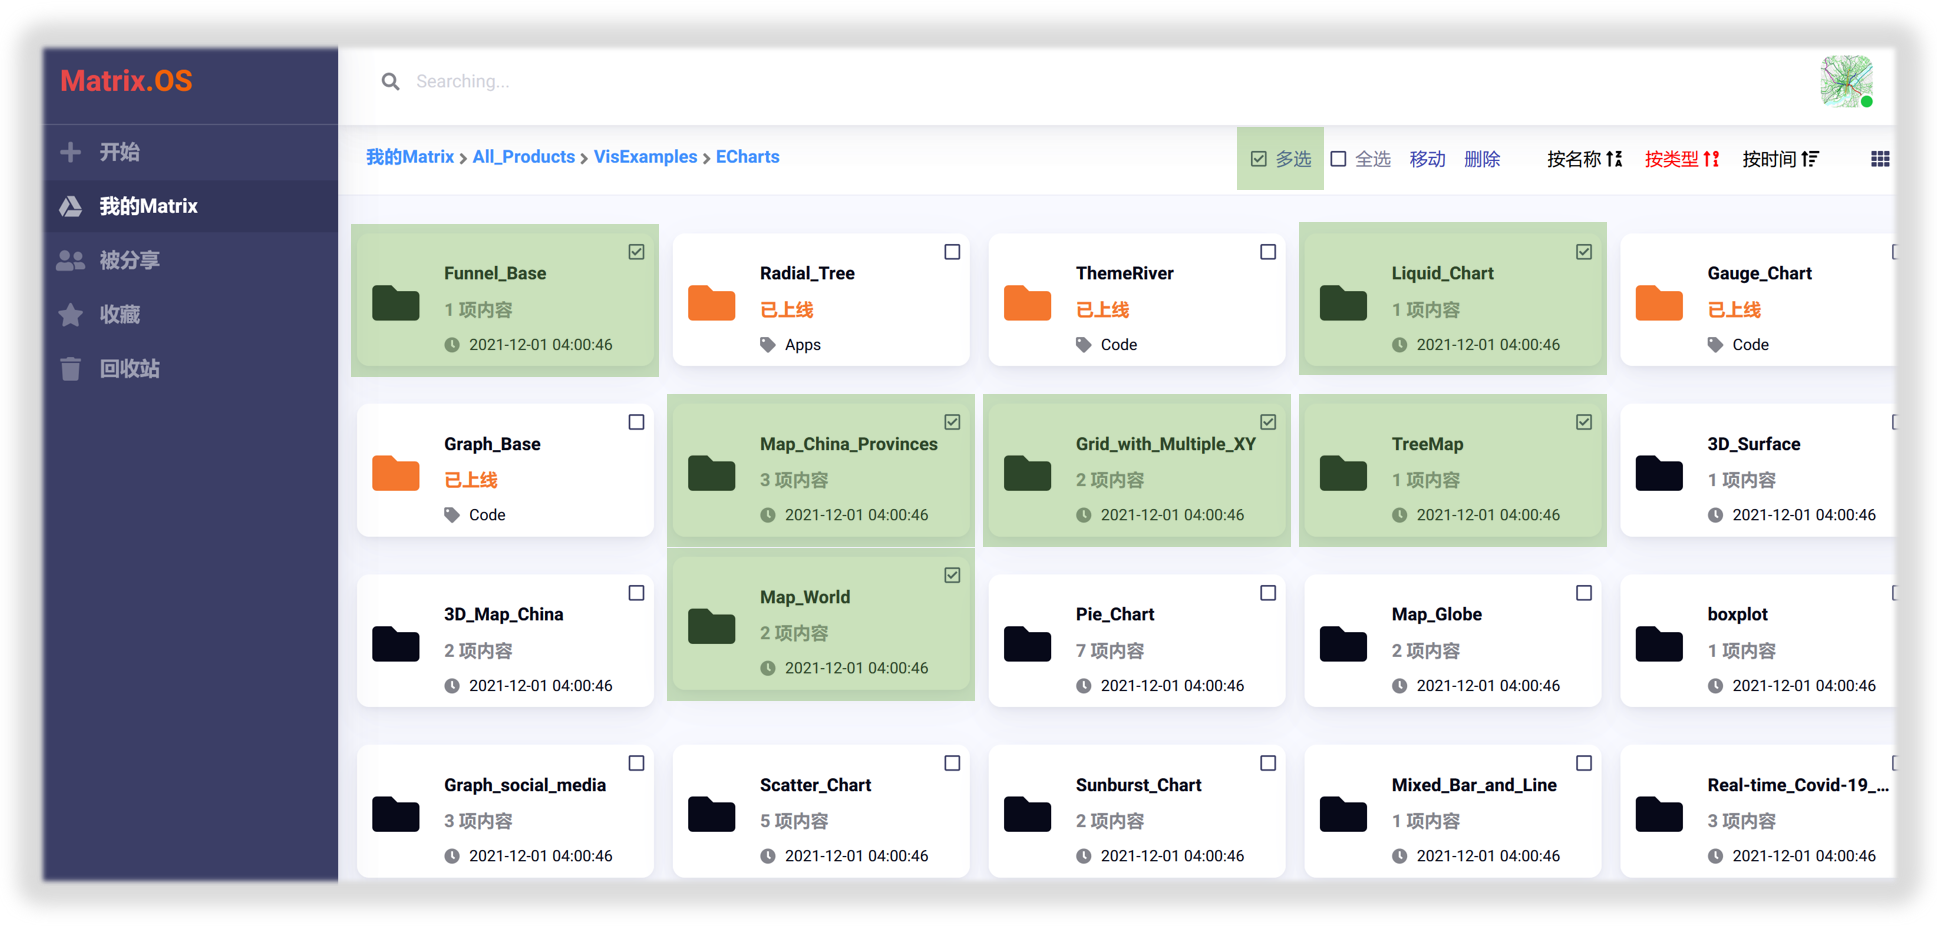 Matrix.OS
Searching...
开始
我的Matrix
被分享
收藏
回收站
我的Matrix > All_Products > VisExamples > ECharts
多选 全选 移动 删除 按名称 按类型 按时间
Funnel_Base
1 项内容
2021-12-01 04:00:46
Radial_Tree
已上线
Apps
ThemeRiver
已上线
Code
Liquid_Chart
1 项内容
2021-12-01 04:00:46
Gauge_Chart
已上线
Code
Graph_Base
已上线
Code
Map_China_Provinces
3 项内容
2021-12-01 04:00:46
Grid_with_Multiple_XY
2 项内容
2021-12-01 04:00:46
TreeMap
1 项内容
2021-12-01 04:00:46
3D_Surface
1 项内容
2021-12-01 04:00:46
3D_Map_China
2 项内容
2021-12-01 04:00:46
Map_World
2 项内容
2021-12-01 04:00:46
Pie_Chart
7 项内容
2021-12-01 04:00:46
Map_Globe
2 项内容
2021-12-01 04:00:46
boxplot
1 项内容
2021-12-01 04:00:46
Graph_social_media
3 项内容
2021-12-01 04:00:46
Scatter_Chart
5 项内容
2021-12-01 04:00:46
Sunburst_Chart
2 项内容
2021-12-01 04:00:46
Mixed_Bar_and_Line
1 项内容
2021-12-01 04:00:46
Real-time_Covid-19_...
3 项内容
2021-12-01 04:00:46